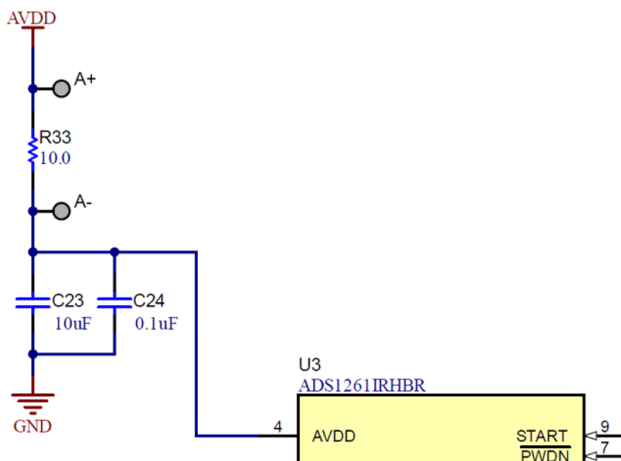 AVDD
A+
R33
10.0
A-
C23
10uF
C24
0.1uF
GND
U3
ADS1261IRHBR
4
AVDD
START
9
PWDN
7